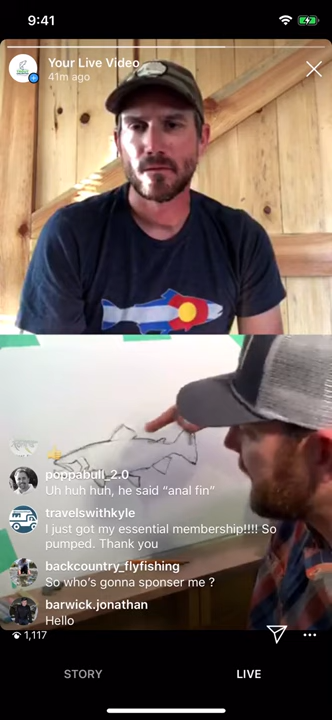 9:41
Your Live Video
41m ago
poppabull_2.0
Uh huh huh, he said “anal fin”
travelswithkyle
I just got my essential membership!!!! So
pumped. Thank you
backcountry_flyfishing
So who’s gonna sponser me ?
barwick.jonathan
Hello
1,117
STORY
LIVE